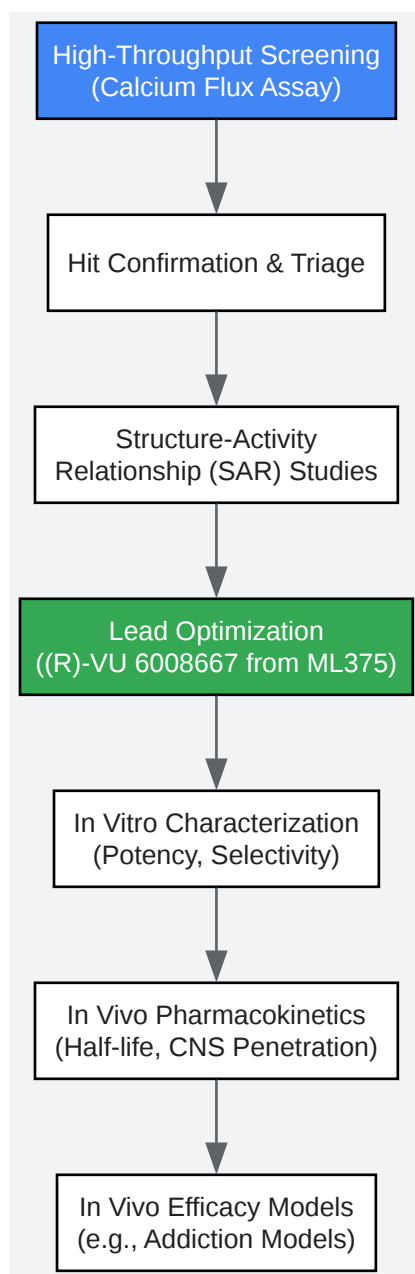 High-Throughput Screening
(Calcium Flux Assay)
Hit Confirmation & Triage
Structure-Activity
Relationship (SAR) Studies
Lead Optimization
((R)-VU 6008667 from ML375)
In Vitro Characterization
(Potency, Selectivity)
In Vivo Pharmacokinetics
(Half-life, CNS Penetration)
In Vivo Efficacy Models
(e.g., Addiction Models)